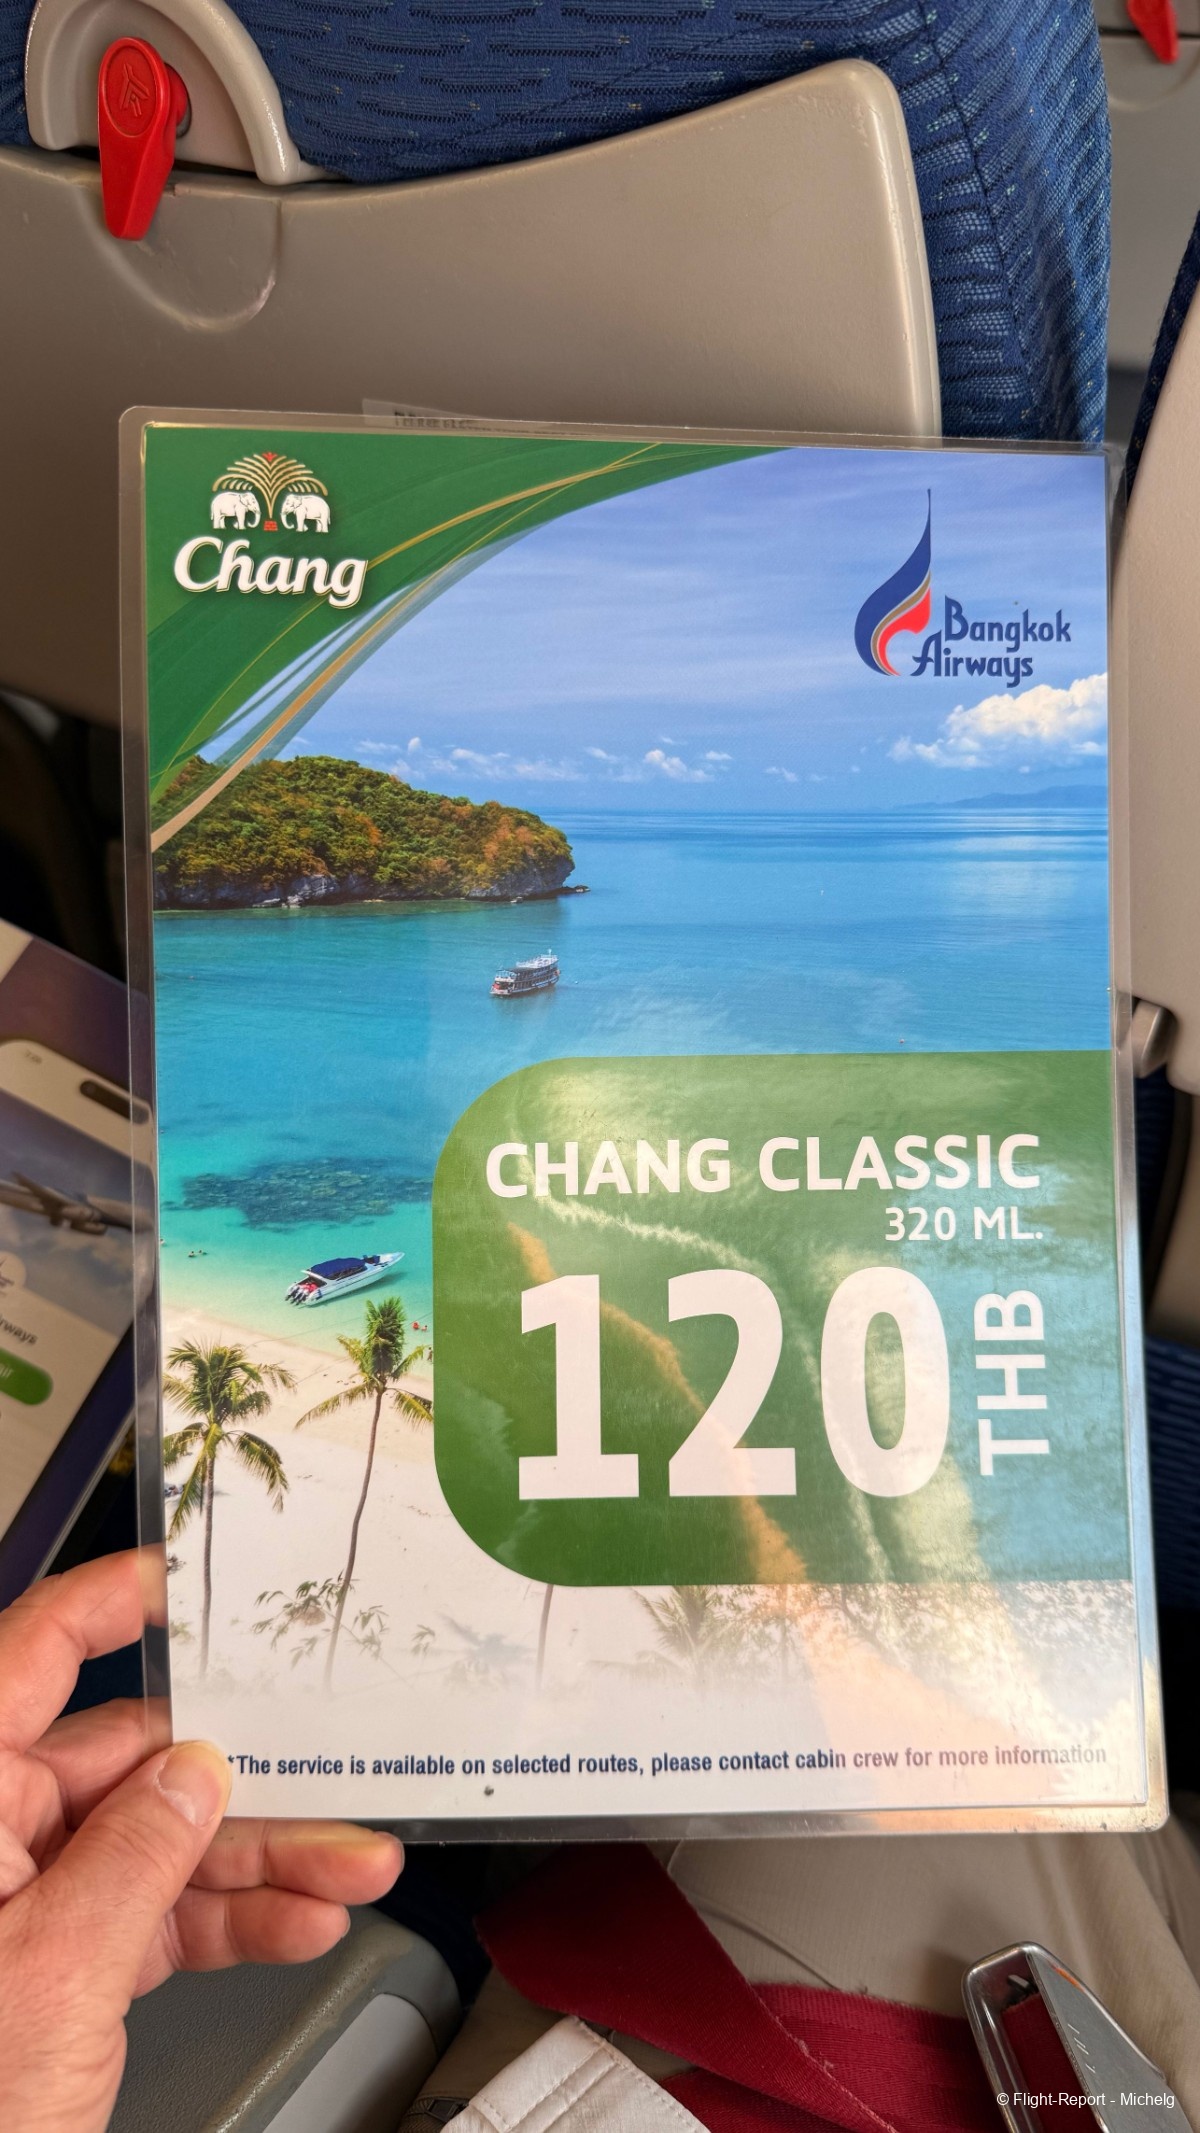 Chang
Bangkok
Airways
CHANG CLASSIC
320 ML.
120
THB
*The service is available on selected routes, please contact cabin crew for more information
© Flight-Report - Michelg